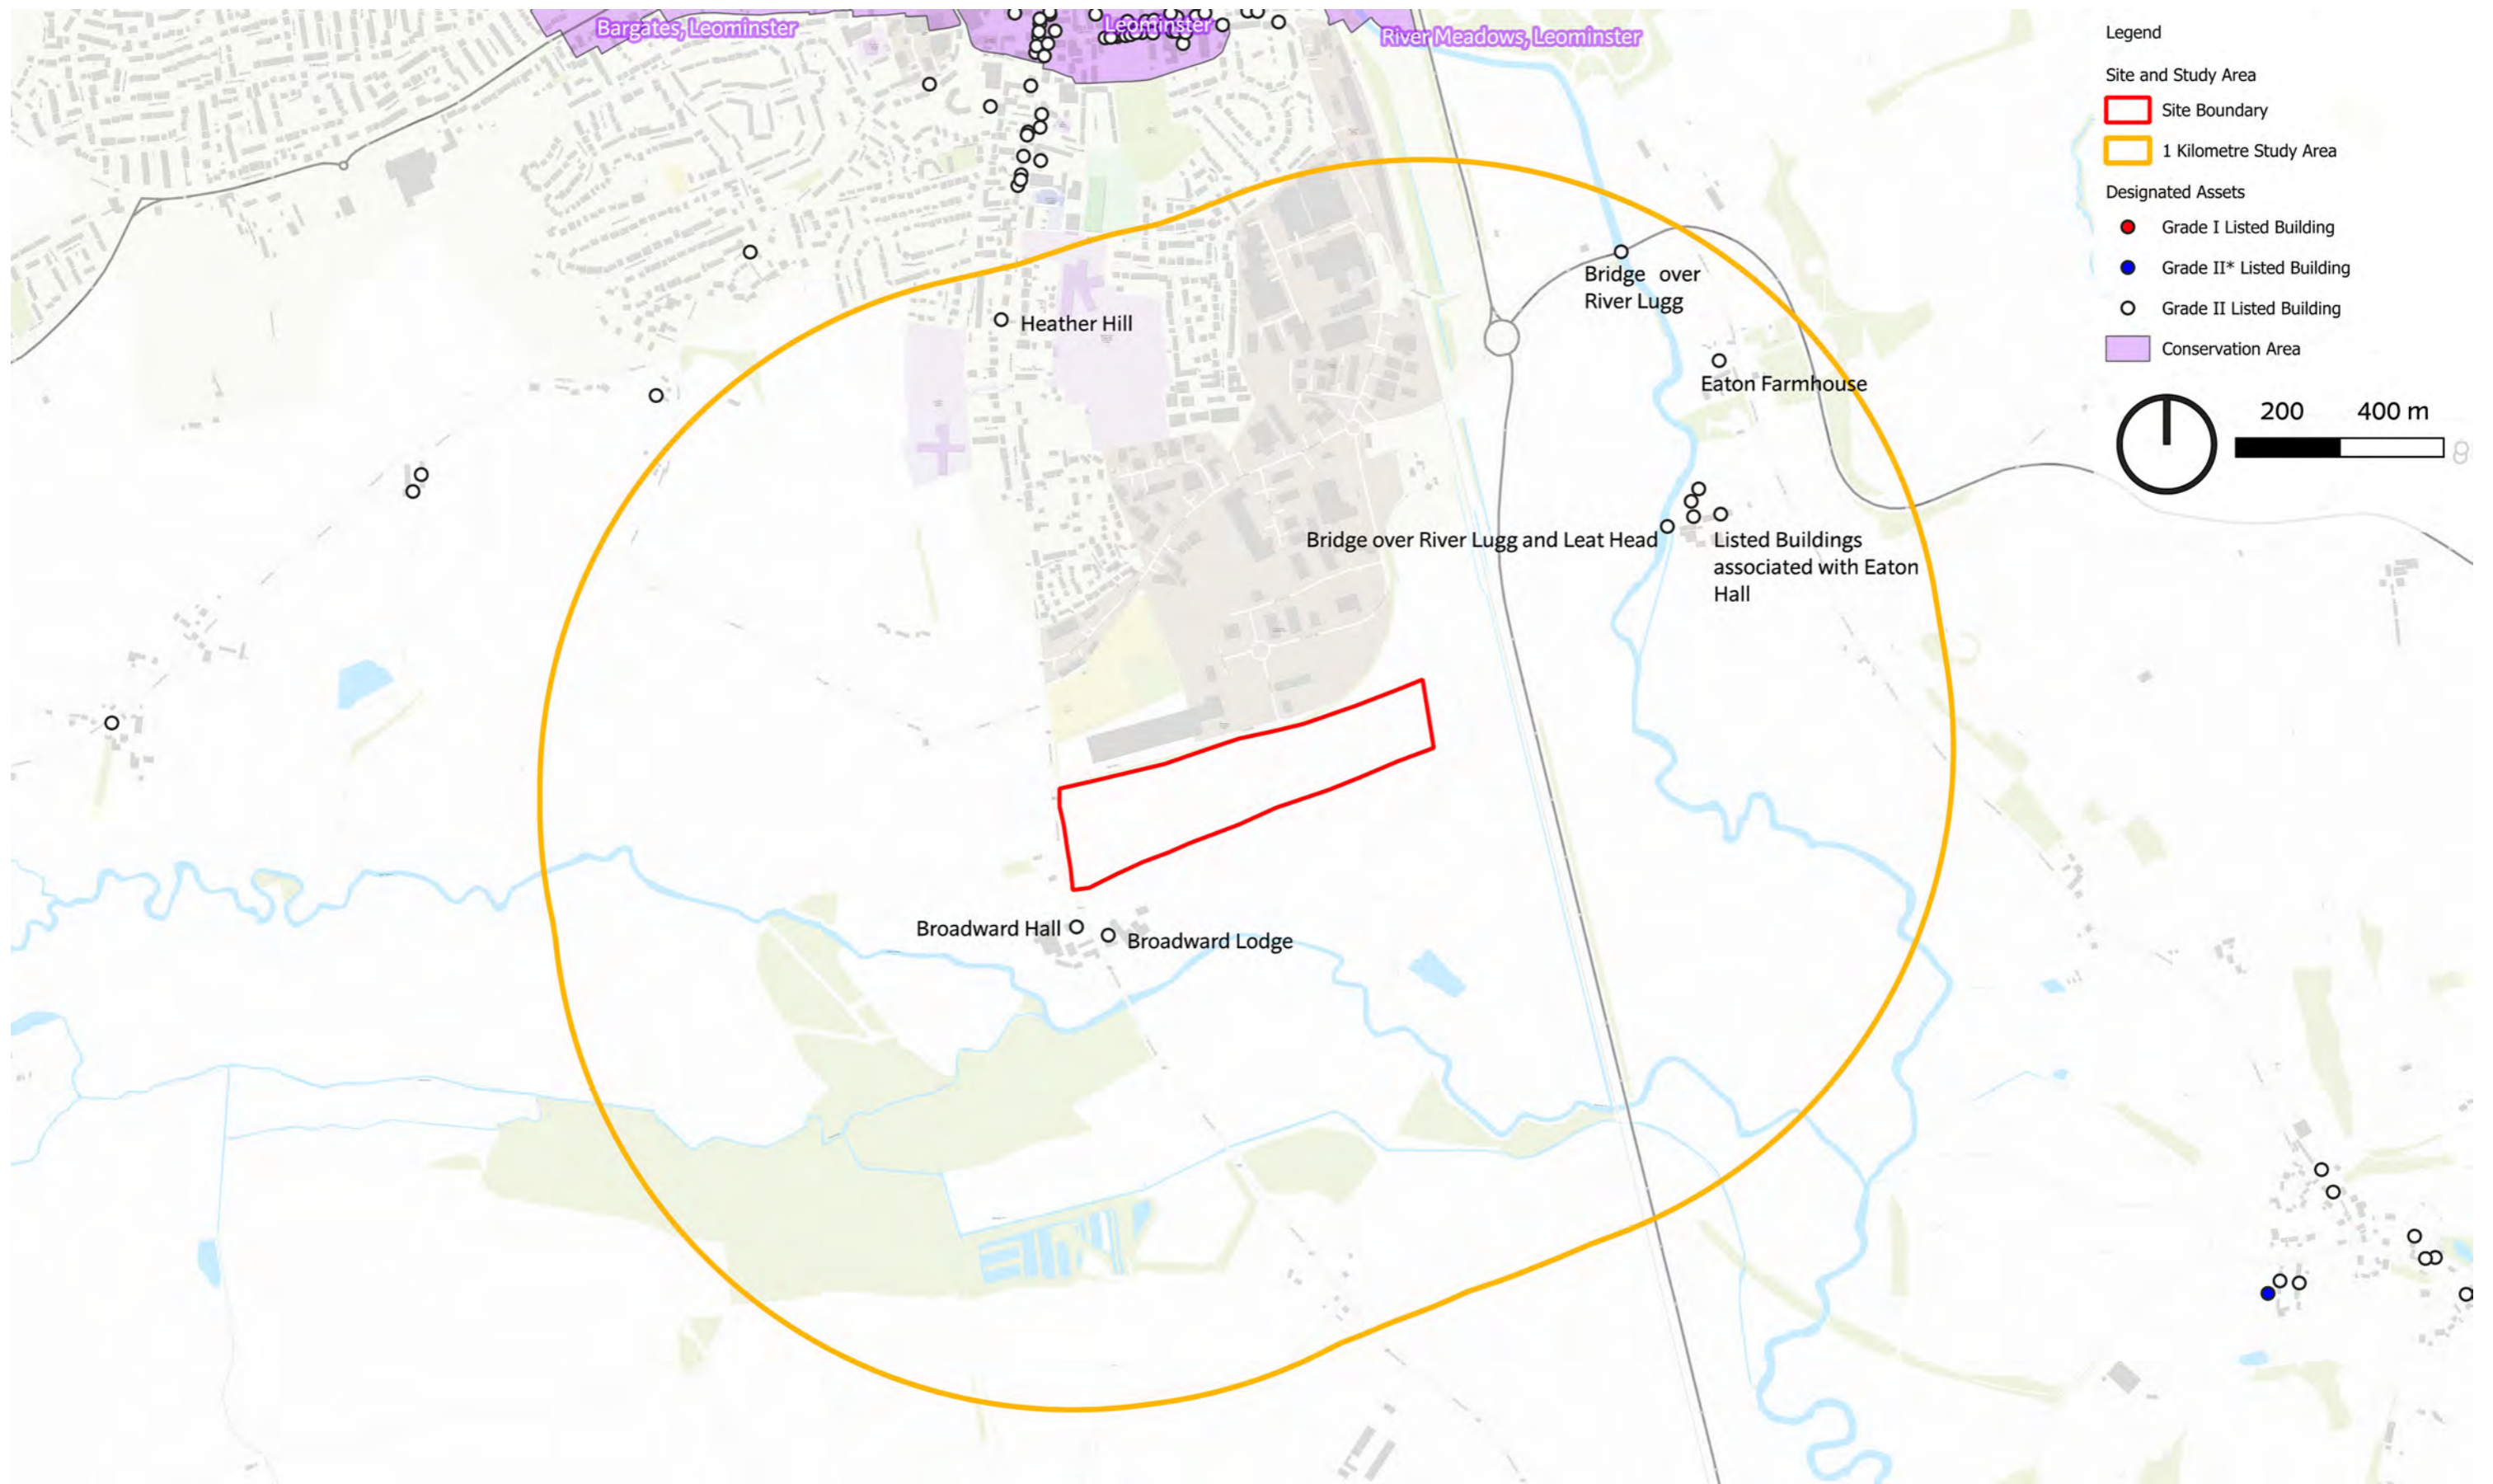 Bargates, Leominster
Leominster
River Meadows, Leominster
Legend
Site and Study Area
Site Boundary
1 Kilometre Study Area
Designated Assets
Grade I Listed Building
Grade II* Listed Building
Grade II Listed Building
Conservation Area
200 400 m
Bridge over
River Lugg
Heather Hill
Eaton Farmhouse
Bridge over River Lugg and Leat Head
Listed Buildings
associated with Eaton
Hall
Broadward Hall
Broadward Lodge